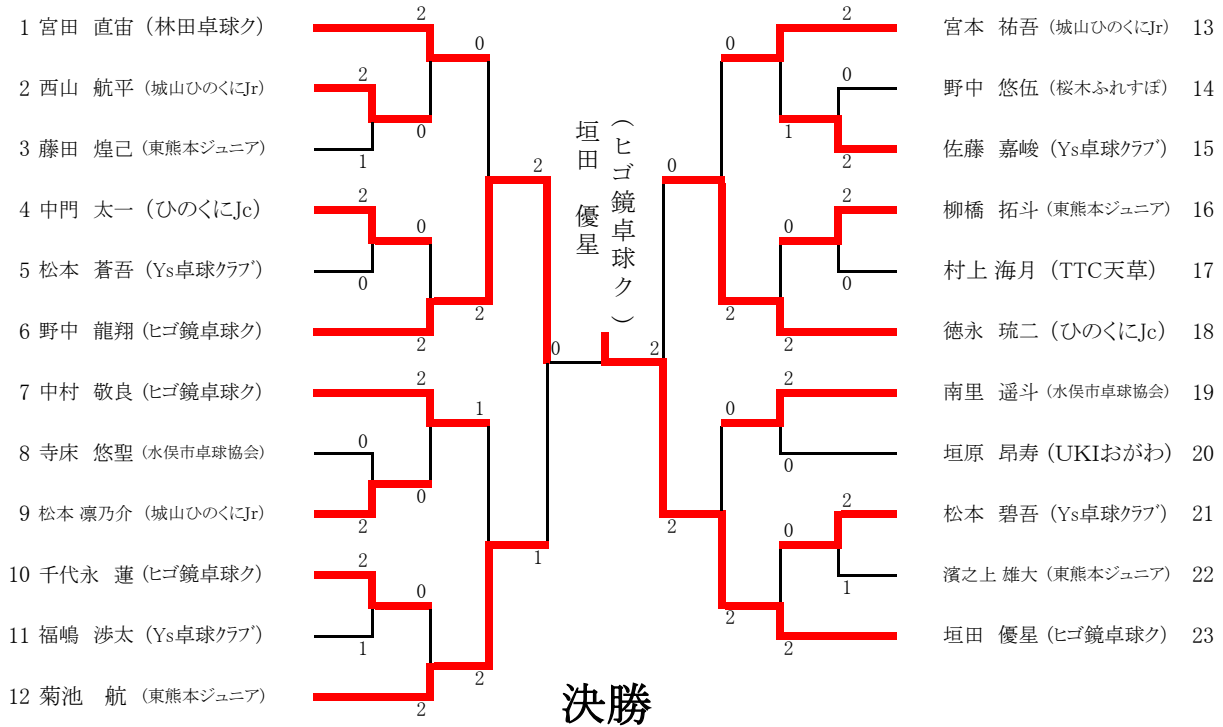 1 宮田 直宙 (林田卓球ク)
2 西山 航平 (城山ひのくにJr)
3 藤田 煌己 (東熊本ジュニア)
4 中門 太一 (ひのくにJc)
5 松本 蒼吾 (Ys卓球ｸﾗﾌﾞ)
6 野中 龍翔 (ヒゴ鏡卓球ク)
7 中村 敬良 (ヒゴ鏡卓球ク)
8 寺床 悠聖 (水俣市卓球協会)
9 松本 凛乃介 (城山ひのくにJr)
10 千代永 蓮 (ヒゴ鏡卓球ク)
11 福嶋 渉太 (Ys卓球ｸﾗﾌﾞ)
12 菊池 航 (東熊本ジュニア)
2
0
2
0
1
2
2
0
0
2
2
0
2
1
0
0
2
2
0
1
2
2
1
垣田 優星
(ヒゴ鏡卓球ク)
0
2
決勝
0
2
0
0
1
2
2
0
0
2
2
0
2
0
2
2
0
1
2
2
宮本 祐吾 (城山ひのくにJr) 13
野中 悠伍 (桜木ふれすぽ) 14
佐藤 嘉峻 (Ys卓球ｸﾗﾌﾞ) 15
柳橋 拓斗 (東熊本ジュニア) 16
村上 海月 (TTC天草) 17
徳永 琉二 (ひのくにJc) 18
南里 遥斗 (水俣市卓球協会) 19
垣原 昂寿 (UKIおがわ) 20
松本 碧吾 (Ys卓球ｸﾗﾌﾞ) 21
濱之上 雄大 (東熊本ジュニア) 22
垣田 優星 (ヒゴ鏡卓球ク) 23